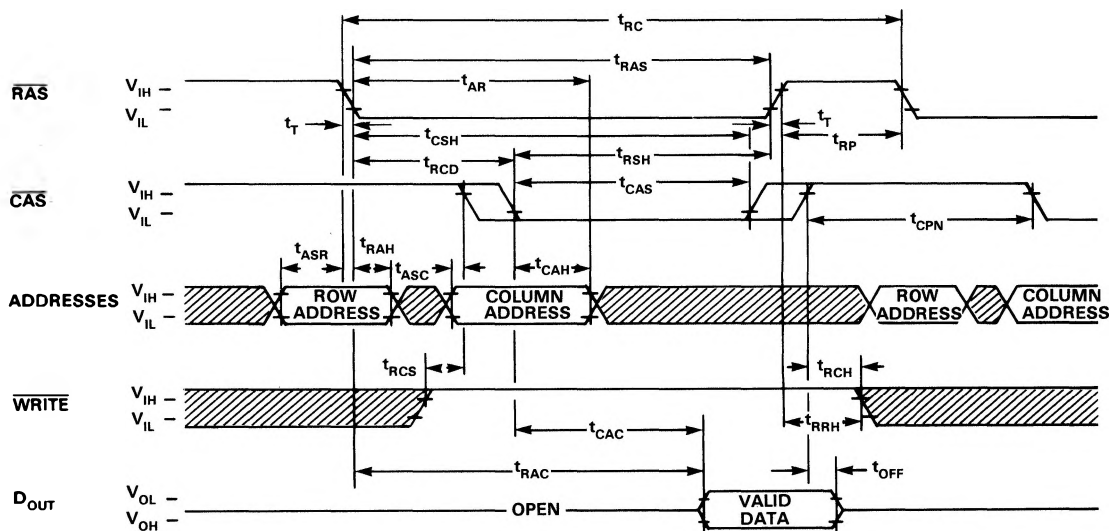 tRC
tRAS
tAR
RAS
VIH
VIL
tT
tT
tCSH
tRP
tRCD
tRSH
CAS
VIH
VIL
tCAS
tCPN
tASR
tRAH
tASC
tCAH
ADDRESSES
VIH
VIL
ROW
ADDRESS
COLUMN
ADDRESS
ROW
ADDRESS
COLUMN
ADDRESS
tRCS
tRCH
WRITE
VIH
VIL
tRRH
tCAC
tRAC
tOFF
DOUT
VOL
VOH
OPEN
VALID
DATA